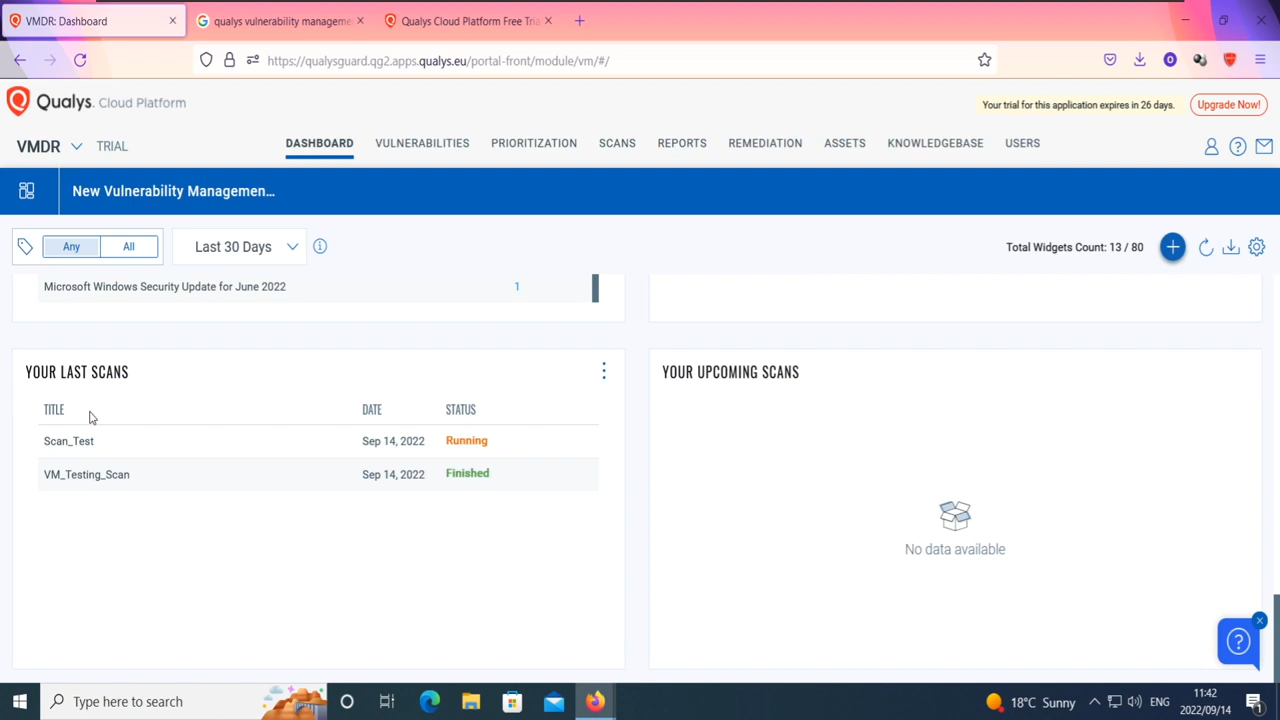 VMDR: Dashboard
qualys vulnerability manageme
Qualys Cloud Platform Free Tria
https://qualysguard.qg2.apps.qualys.eu/portal-front/module/vm/#/
Qualys. Cloud Platform
Your trial for this application expires in 26 days.
Upgrade Now!
VMDR
TRIAL
DASHBOARD
VULNERABILITIES
PRIORITIZATION
SCANS
REPORTS
REMEDIATION
ASSETS
KNOWLEDGEBASE
USERS
New Vulnerability Managemen...
Any
All
Last 30 Days
Total Widgets Count: 13 / 80
Microsoft Windows Security Update for June 2022 1
YOUR LAST SCANS
TITLE DATE STATUS
Scan_Test Sep 14, 2022 Running
VM_Testing_Scan Sep 14, 2022 Finished
YOUR UPCOMING SCANS
No data available
Type here to search
18°C Sunny
ENG
11:42
2022/09/14
1